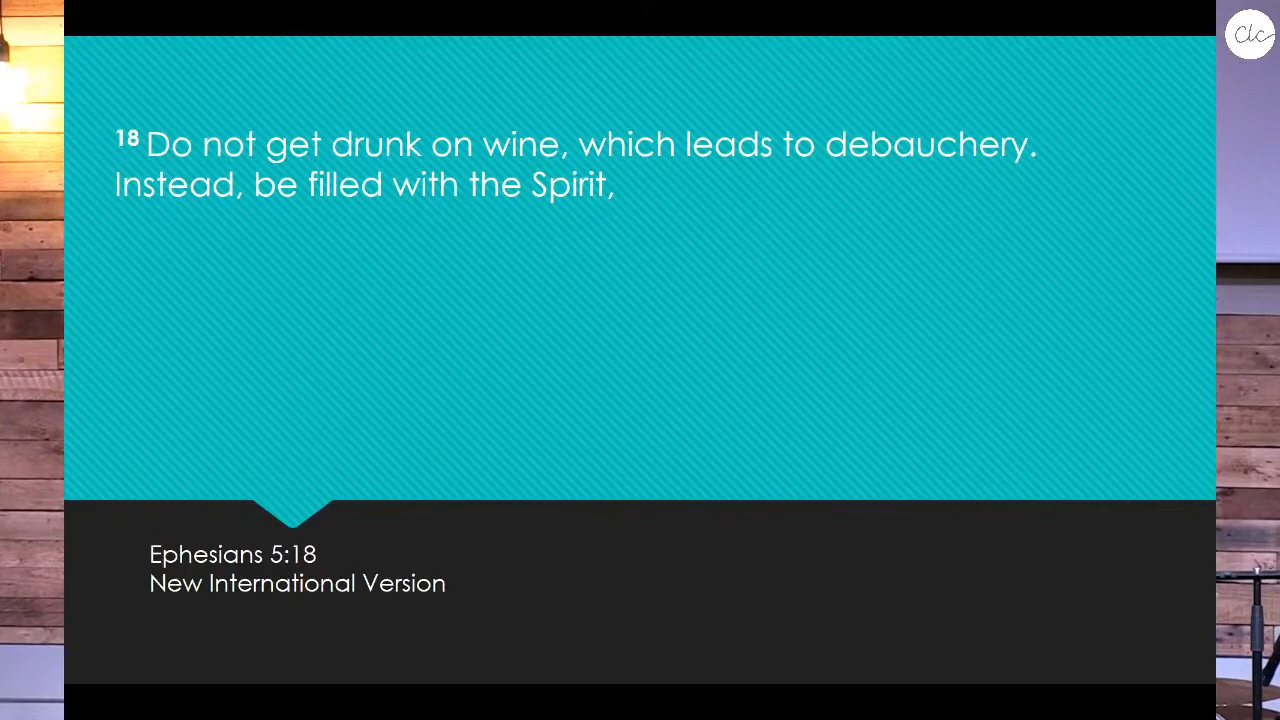 clc
18 Do not get drunk on wine, which leads to debauchery.
Instead, be filled with the Spirit,
Ephesians 5:18
New International Version